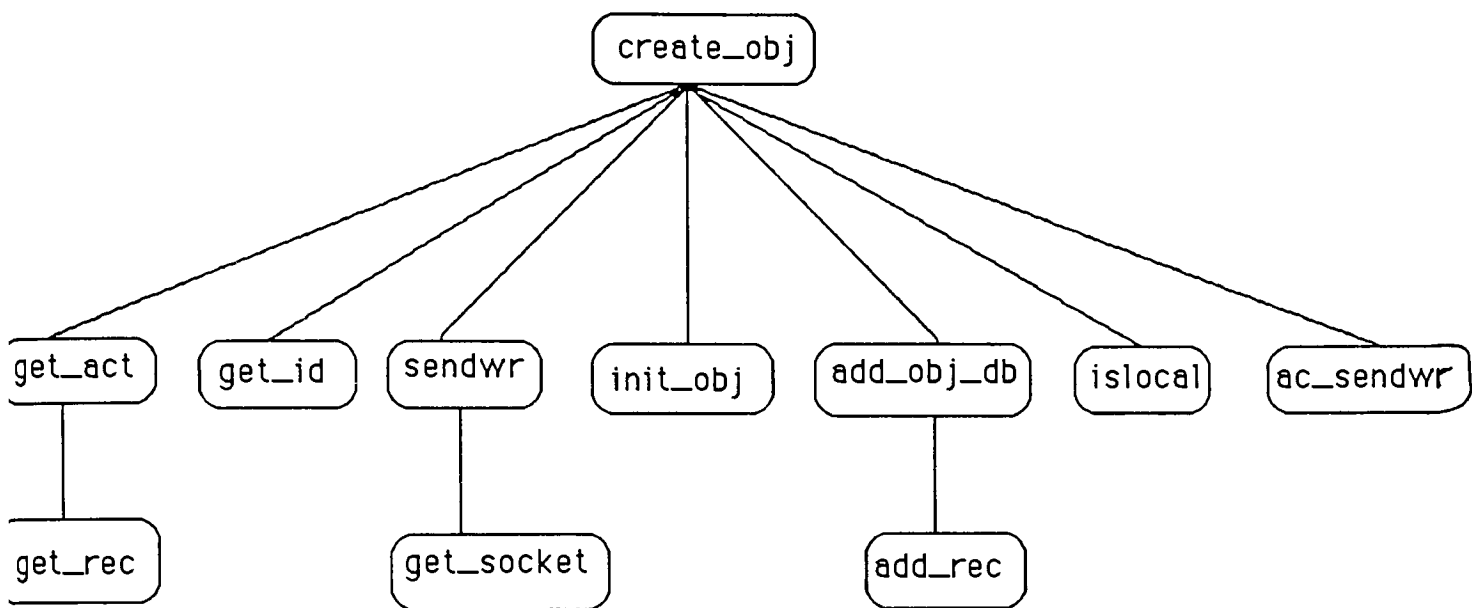 create_obj
get_act
get_id
sendwr
init_obj
add_obj_db
islocal
ac_sendwr
get_rec
get_socket
add_rec